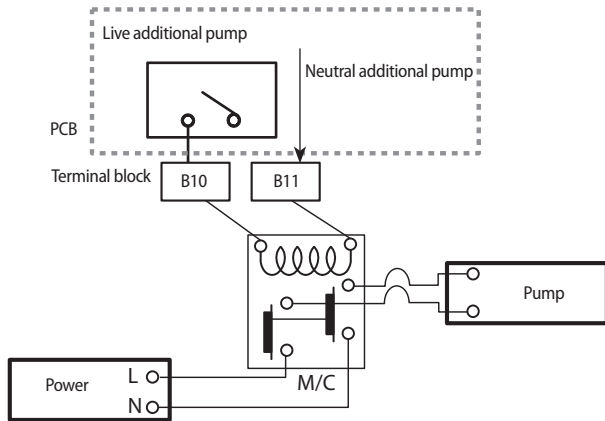 Live additional pump
Neutral additional pump
PCB
Terminal block
B10
B11
Pump
M/C
Power
L
N